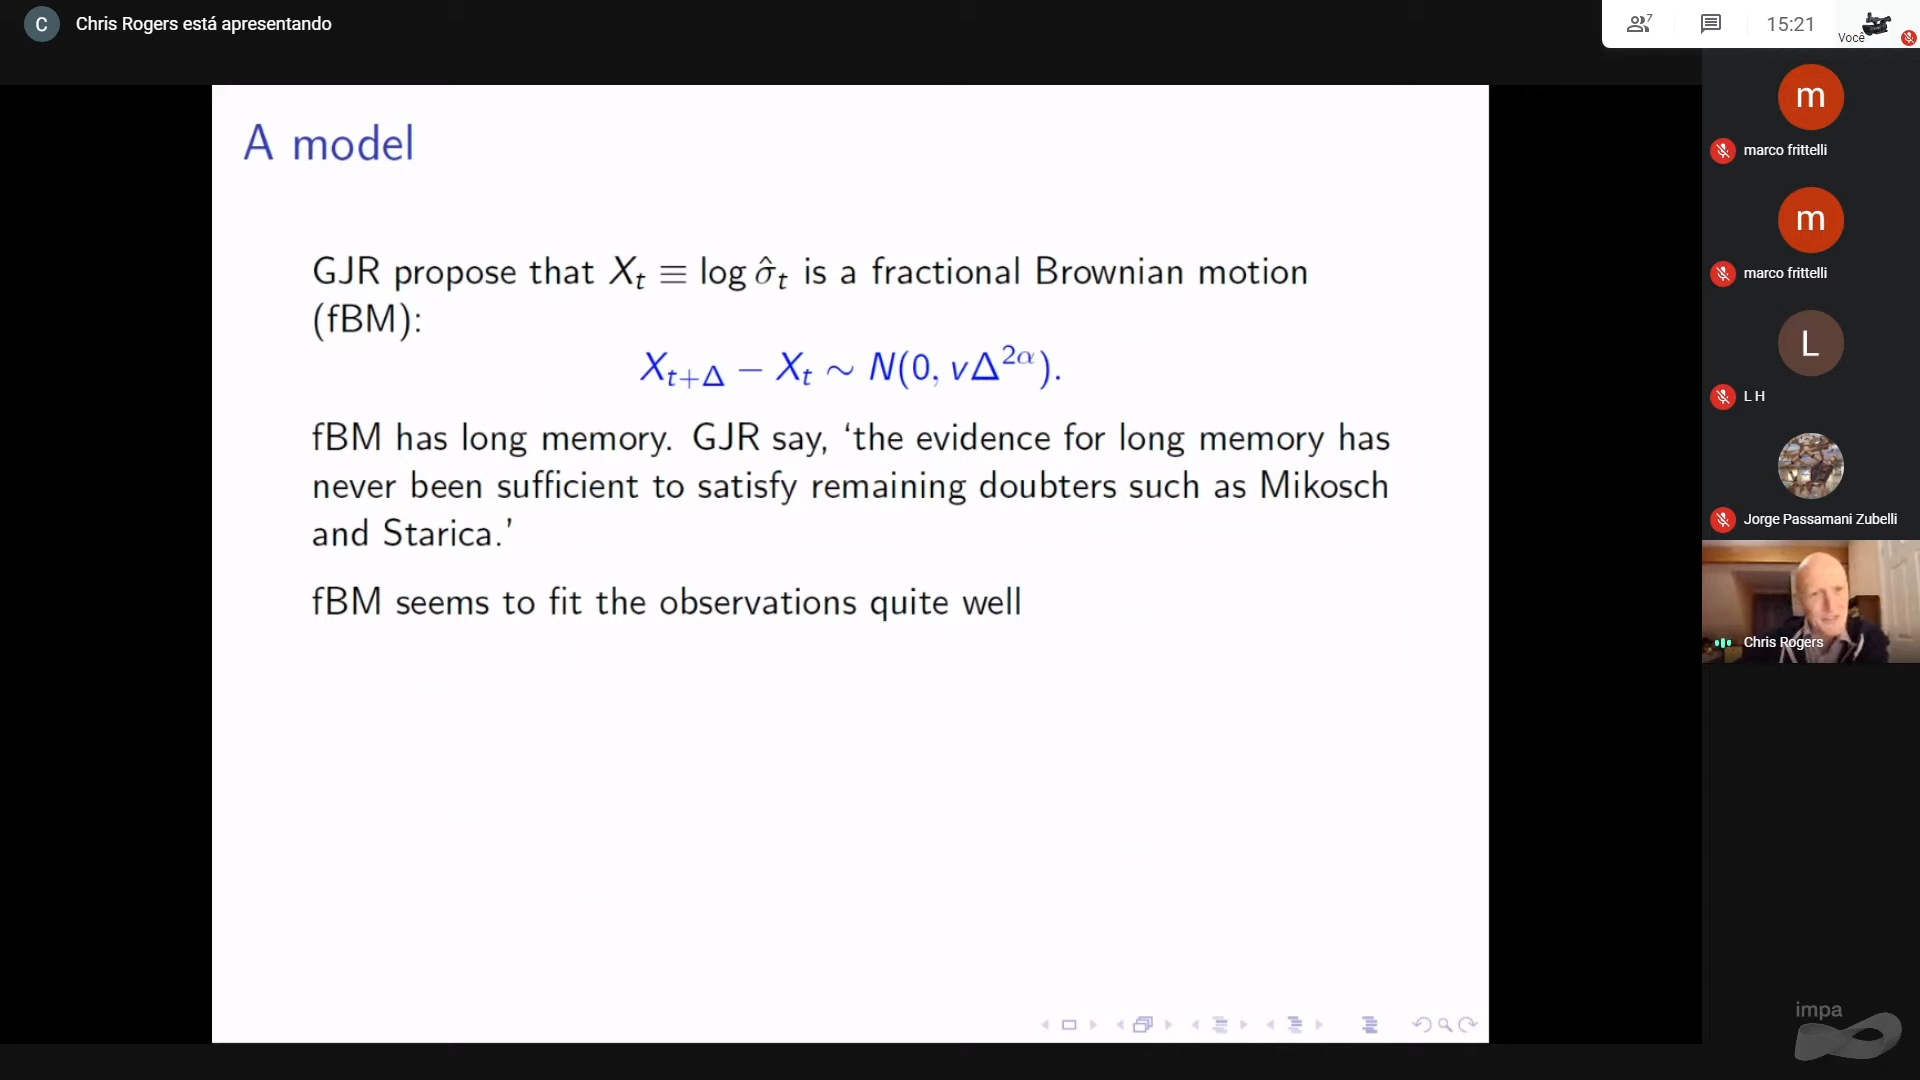 C Chris Rogers está apresentando
7
15:21
Você
A model
GJR propose that X_t ≡ log σ̂_t is a fractional Brownian motion
(fBM):
X_{t+Δ} − X_t ∼ N(0, vΔ^{2α}).
fBM has long memory. GJR say, ‘the evidence for long memory has
never been sufficient to satisfy remaining doubters such as Mikosch
and Starica.’
fBM seems to fit the observations quite well
m
marco frittelli
m
marco frittelli
L
L H
Jorge Passamani Zubelli
Chris Rogers
impa